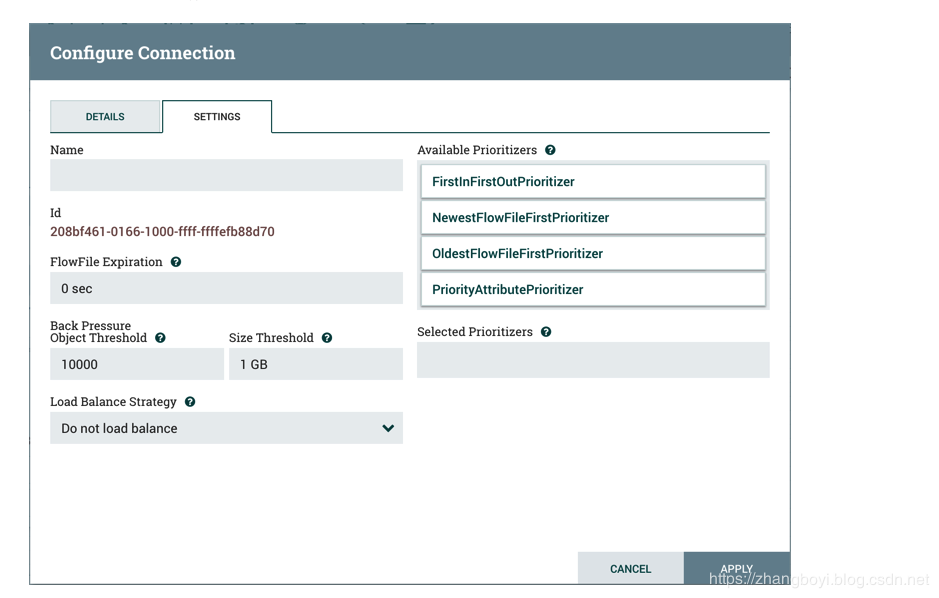 Configure Connection
DETAILS
SETTINGS
Name
Id
208bf461-0166-1000-ffff-ffffefb88d70
FlowFile Expiration
0 sec
Back Pressure
Object Threshold
10000
Size Threshold
1 GB
Load Balance Strategy
Do not load balance
Available Prioritizers
FirstInFirstOutPrioritizer
NewestFlowFileFirstPrioritizer
OldestFlowFileFirstPrioritizer
PriorityAttributePrioritizer
Selected Prioritizers
CANCEL
APPLY
https://zhangboyi.blog.csdn.net